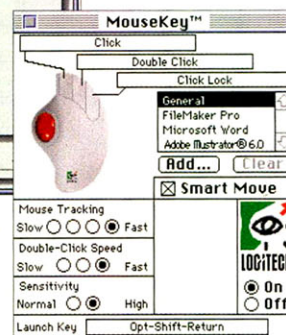 MouseKey™
Click
Double Click
Click Lock
General
FileMaker Pro
Microsoft Word
Adobe Illustrator® 6.0
Add...
Clear
Smart Move
Mouse Tracking
Slow Fast
Double-Click Speed
Slow Fast
LOGITECH
Sensitivity
Normal High
On
Off
Launch Key Opt-Shift-Return